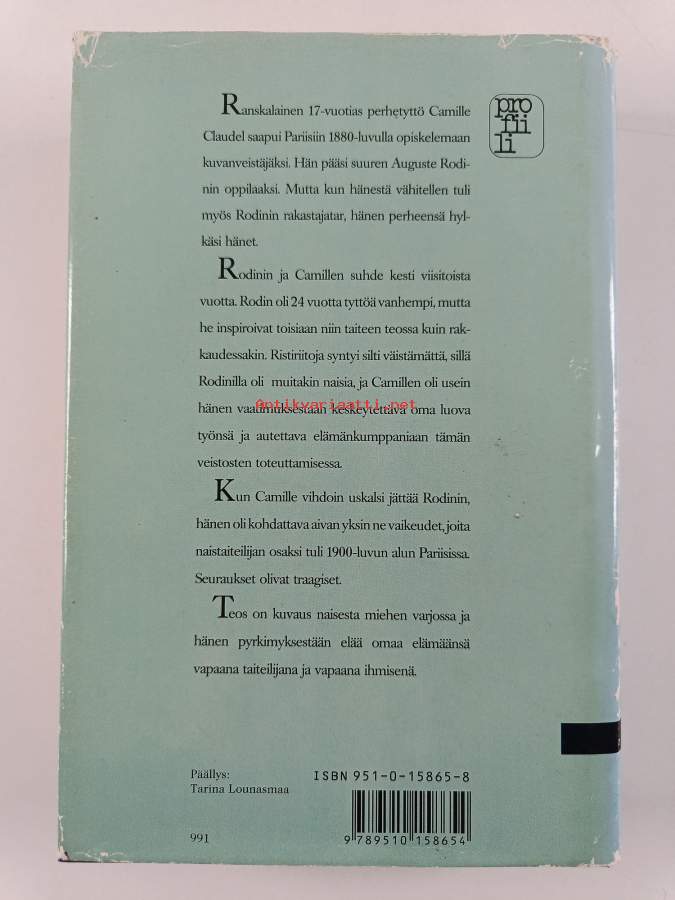 Ranskalainen 17-vuotias perhetyttö Camille
Claudel saapui Pariisiin 1880-luvulla opiskelemaan
kuvanveistäjäksi. Hän pääsi suuren Auguste Rodi-
nin oppilaaksi. Mutta kun hänestä vähitellen tuli
myös Rodinin rakastajatar, hänen perheensä hyl-
käsi hänet.
pro
fii
li
Rodinin ja Camillen suhde kesti viisitoista
vuotta. Rodin oli 24 vuotta tyttöä vanhempi, mutta
he inspiroivat toisiaan niin taiteen teossa kuin rak-
kaudessakin. Ristiriitoja syntyi silti väistämättä, sillä
Rodinilla oli muitakin naisia, ja Camillen oli usein
Antikvariaatti.net
hänen vaatimuksestaan keskeytettävä oma luova
työnsä ja autettava elämänkumppaniaan tämän
veistosten toteuttamisessa.
Kun Camille vihdoin uskalsi jättää Rodinin,
hänen oli kohdattava aivan yksin ne vaikeudet, joita
naistaiteilijan osaksi tuli 1900-luvun alun Pariisissa.
Seuraukset olivat traagiset.
Teos on kuvaus naisesta miehen varjossa ja
hänen pyrkimyksestään elää omaa elämäänsä
vapaana taiteilijana ja vapaana ihmisenä.
Päällys:
Tarina Lounasmaa
991
ISBN 951-0-15865-8
9 789510 158654